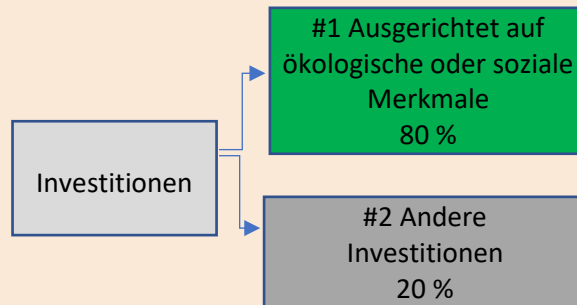 #1 Ausgerichtet auf
ökologische oder soziale
Merkmale
80 %
Investitionen
#2 Andere
Investitionen
20 %